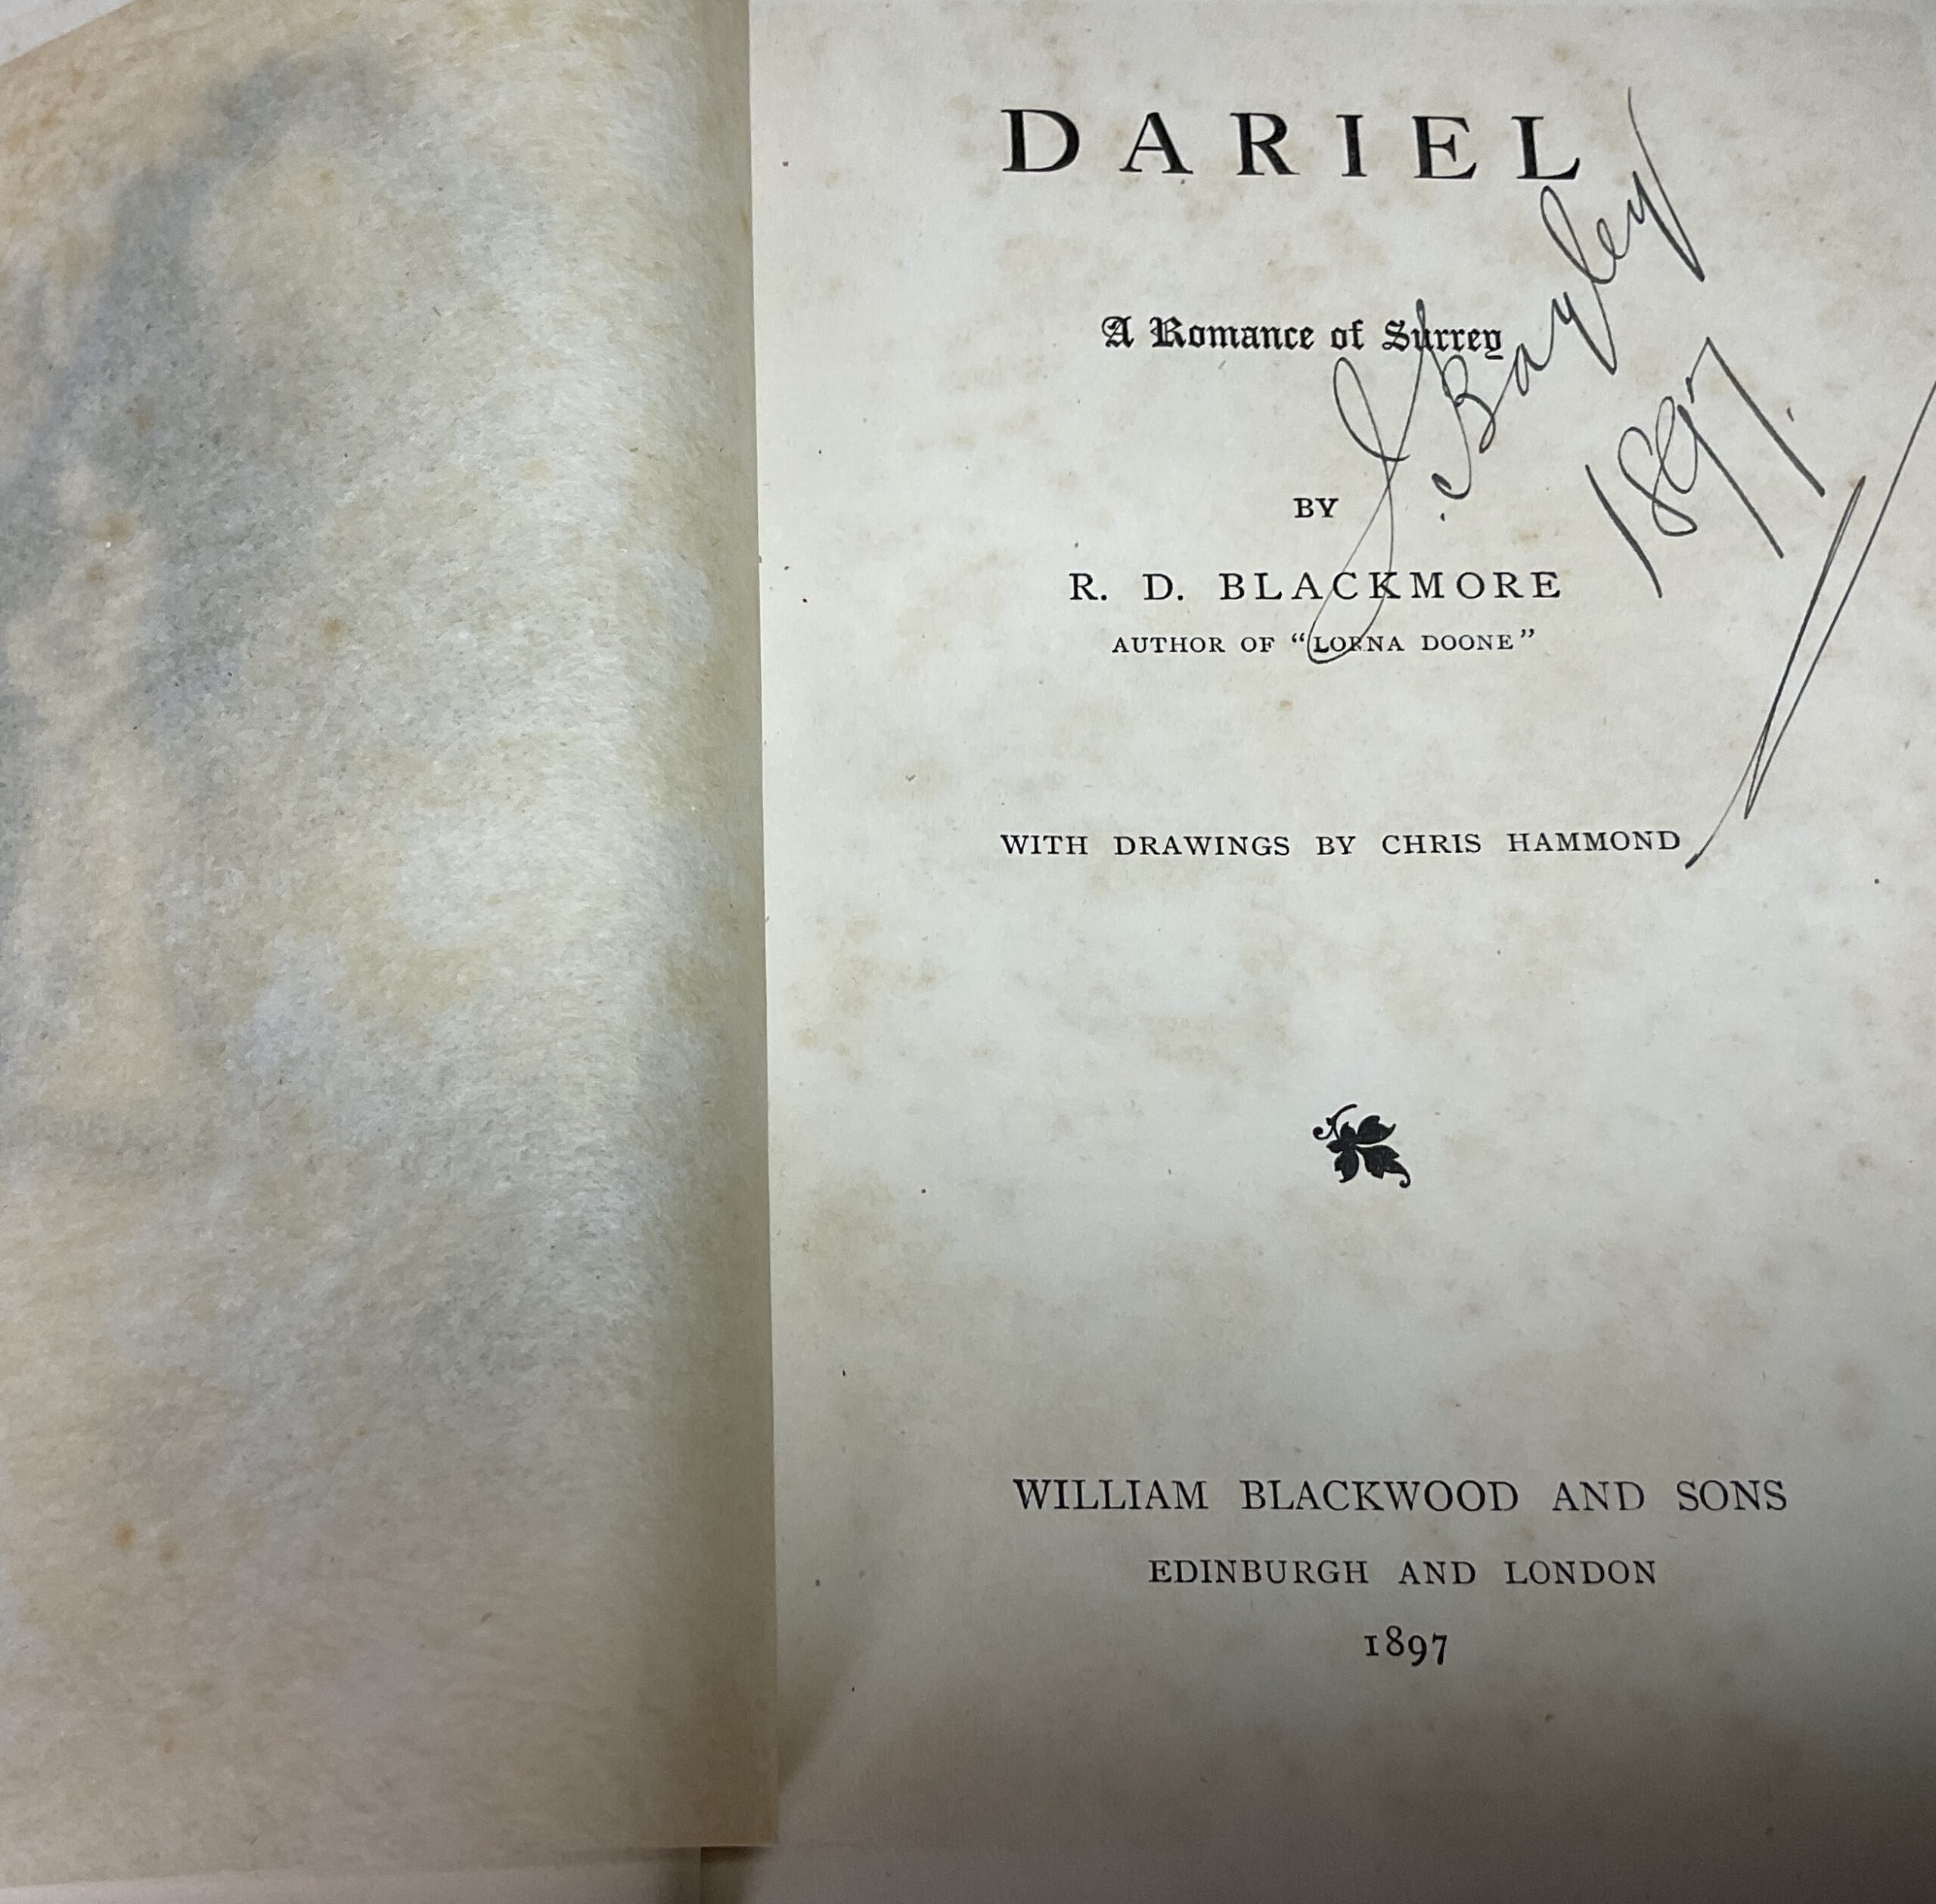 DARIEL
A Romance of Surrey
J. Bayley
1897.
BY
R. D. BLACKMORE
AUTHOR OF “LORNA DOONE”
WITH DRAWINGS BY CHRIS HAMMOND
WILLIAM BLACKWOOD AND SONS
EDINBURGH AND LONDON
1897